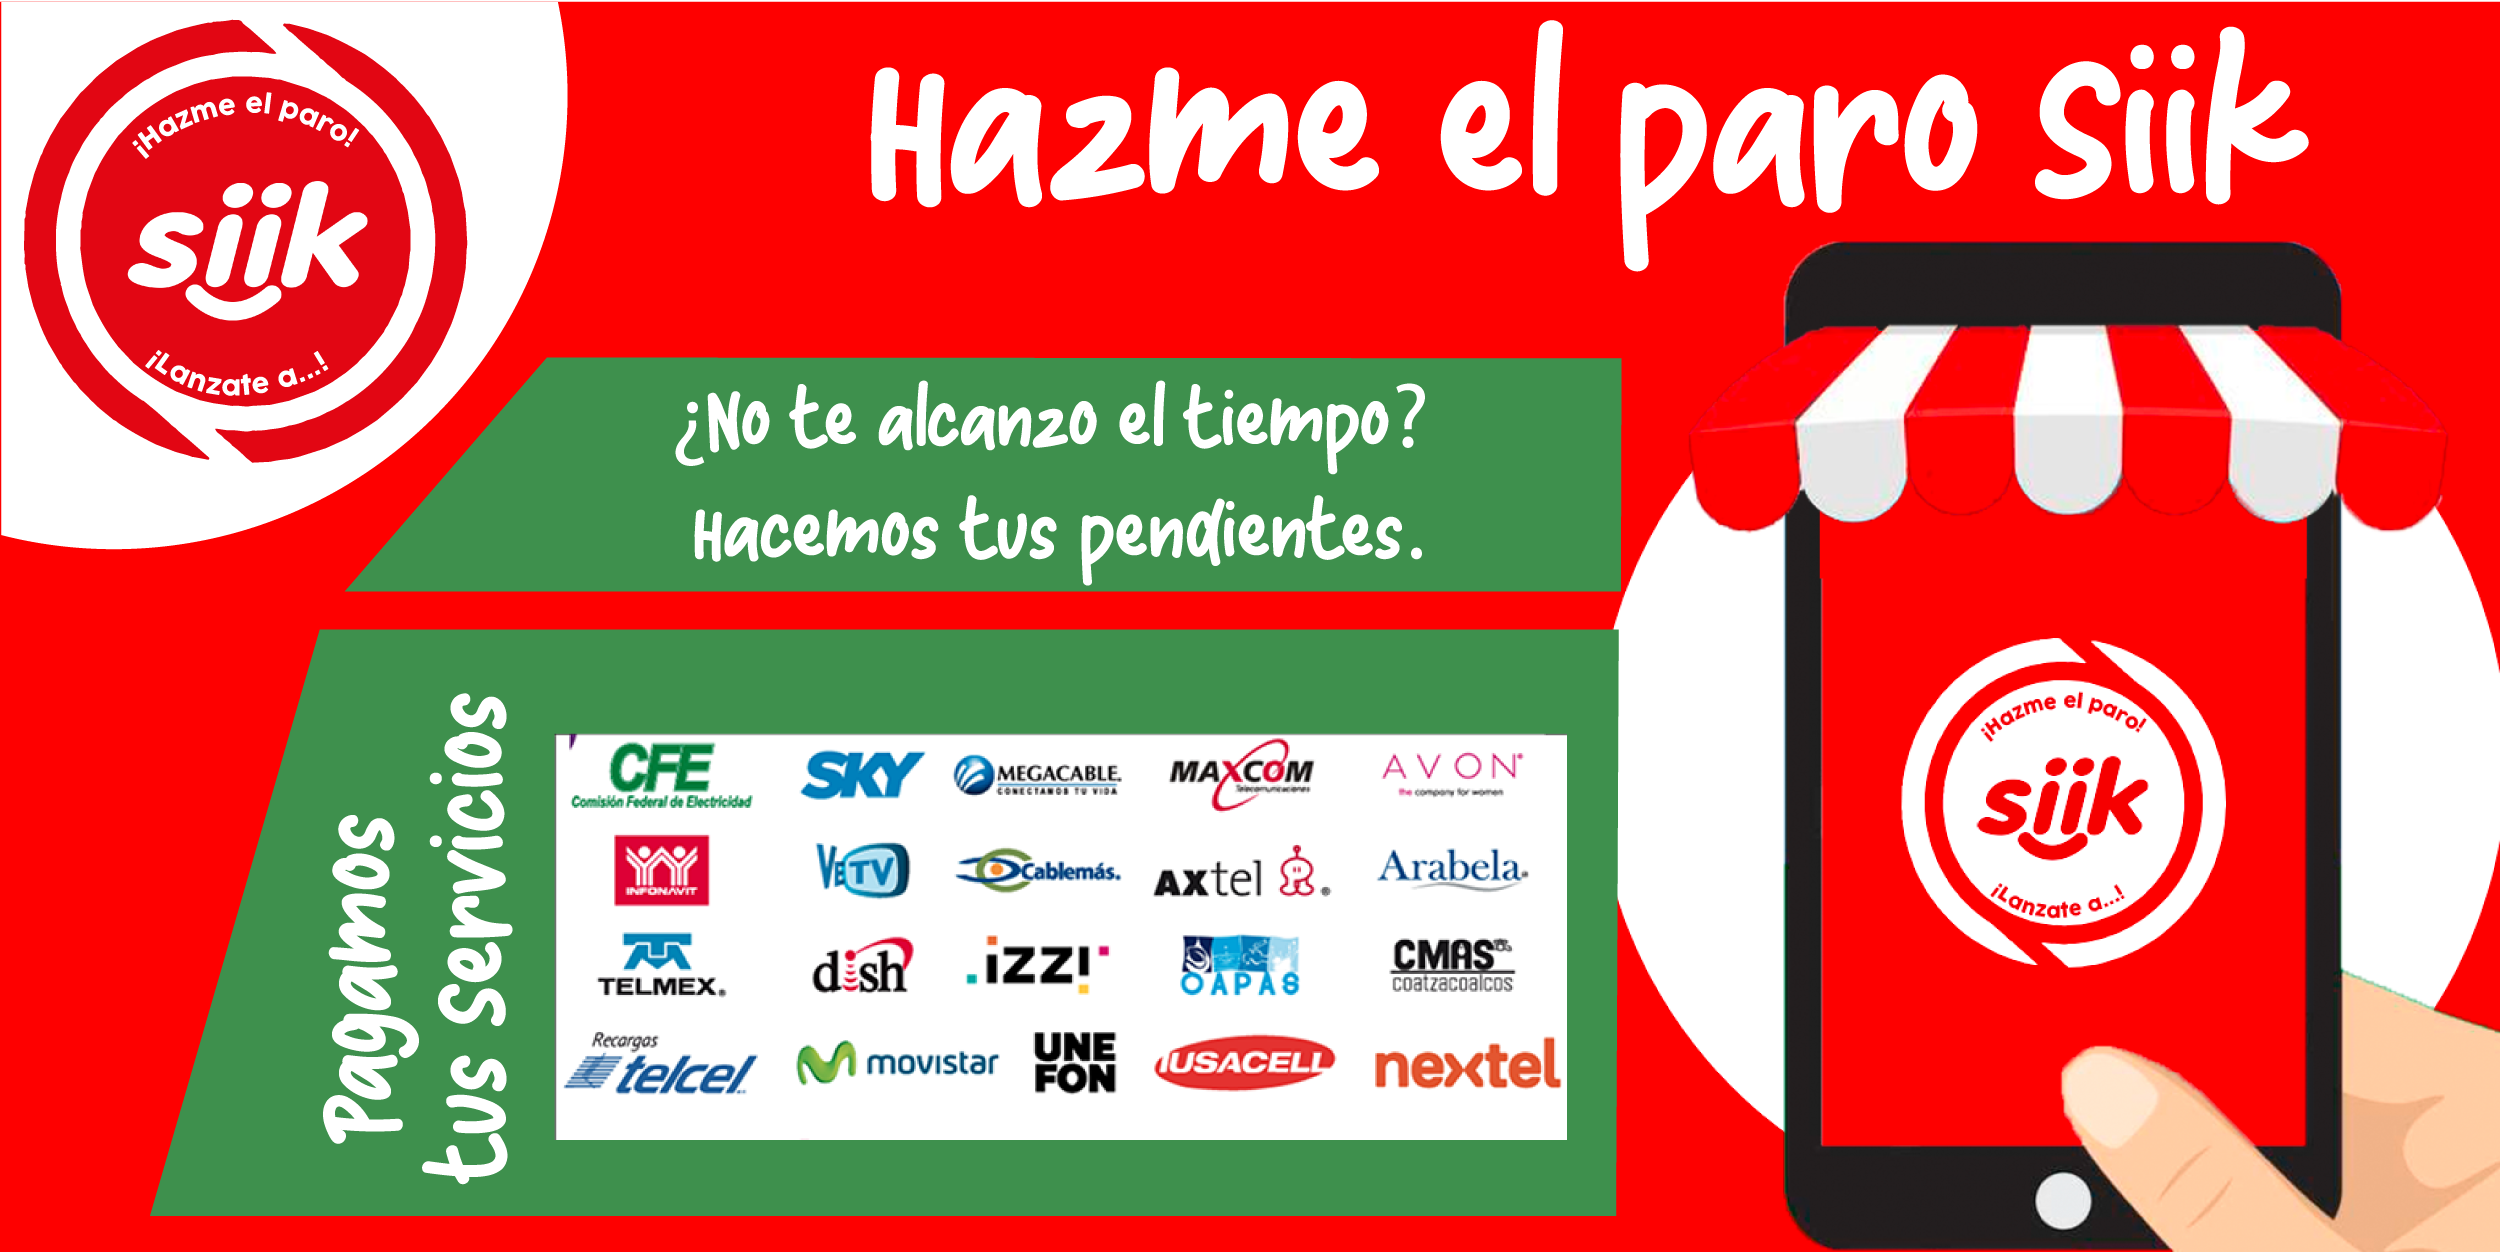 ¡Hazme el paro!
siik
¡Lanzate a....!
Hazme el paro siik
¿No te alcanzo el tiempo?
Hacemos tus pendientes.
Pagamos
tus servicios
CFE
Comisión Federal de Electricidad
SKY
MEGACABLE
CONECTANOS TU VIDA
MAXCOM
Telecomunicaciones
AVON®
the company for women
INFONAVIT
VETV
Cablemás.
AXtel®
Arabela®
TELMEX®
dish
izzi
OAPAS
CMAS
coatzacoalcos
Recargas
telcel
movistar
UNE
FON
IUSACELL
nextel
¡Hazme el paro!
siik
¡Lanzate a...!